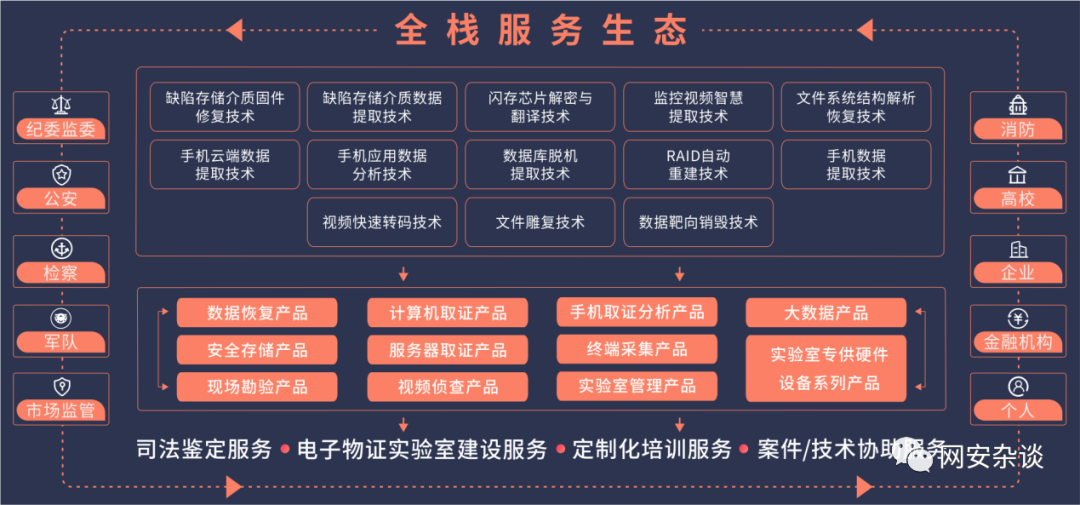 全栈服务生态
纪委监委
公安
检察
军队
市场监管
缺陷存储介质固件
修复技术
缺陷存储介质数据
提取技术
闪存芯片解密与
翻译技术
监控视频智慧
提取技术
文件系统结构解析
恢复技术
手机云端数据
提取技术
手机应用数据
分析技术
数据库脱机
提取技术
RAID自动
重建技术
手机数据
提取技术
视频快速转码技术
文件雕复技术
数据靶向销毁技术
数据恢复产品
计算机取证产品
手机取证分析产品
大数据产品
安全存储产品
服务器取证产品
终端采集产品
实验室专供硬件
设备系列产品
现场勘验产品
视频侦查产品
实验室管理产品
消防
高校
企业
金融机构
个人
司法鉴定服务 • 电子物证实验室建设服务 • 定制化培训服务 • 案件/技术协助服务
网安杂谈